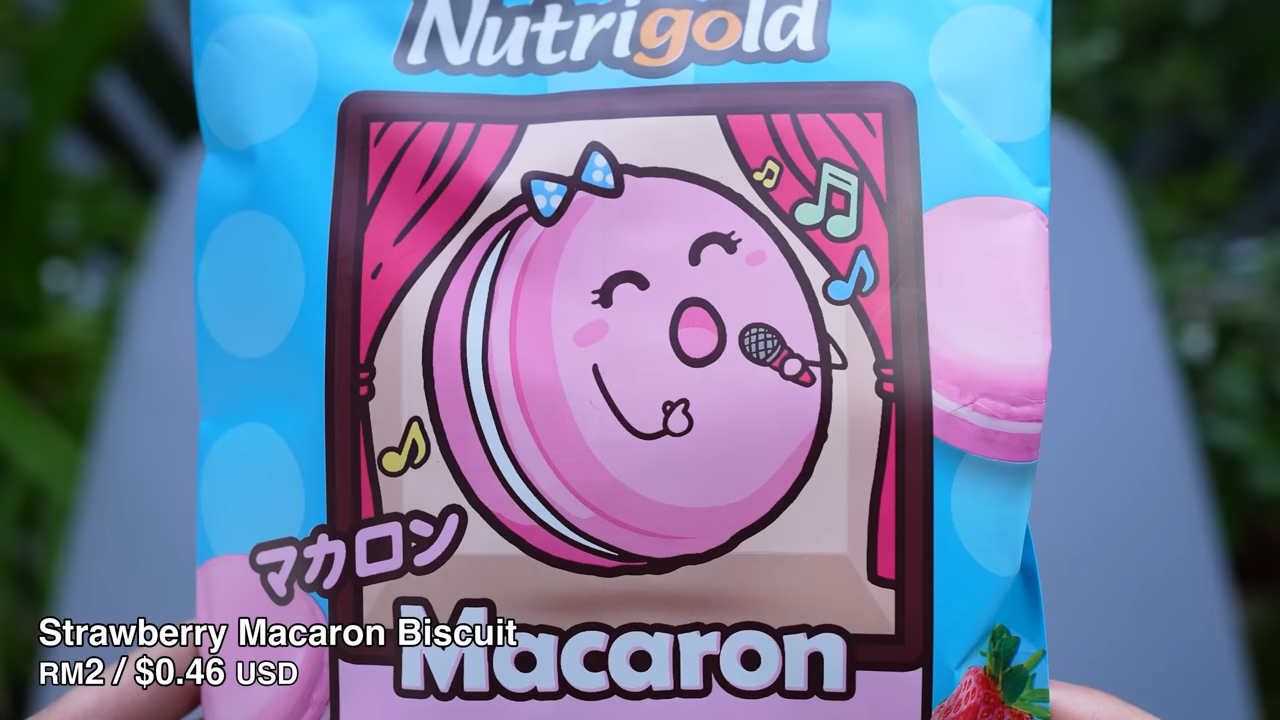 Nutrigold
マカロン
Macaron
Strawberry Macaron Biscuit
RM2 / $0.46 USD